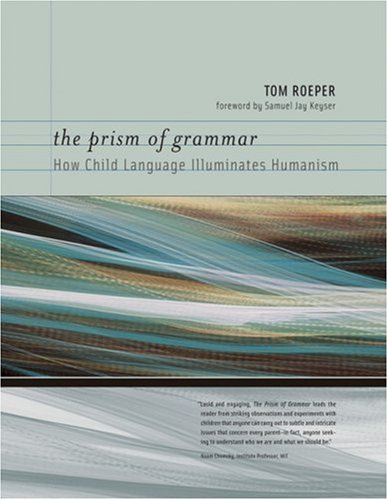 TOM ROEPER
foreword by Samuel Jay Keyser
the prism of grammar
How Child Language Illuminates Humanism
"Lucid and engaging, The Prism of Grammar leads the
reader from striking observations and experiments with
children that anyone can carry out to subtle and intricate
issues that concern every parent—in fact, anyone seek-
ing to understand who we are and what we should be."
Noam Chomsky, Institute Professor, MIT